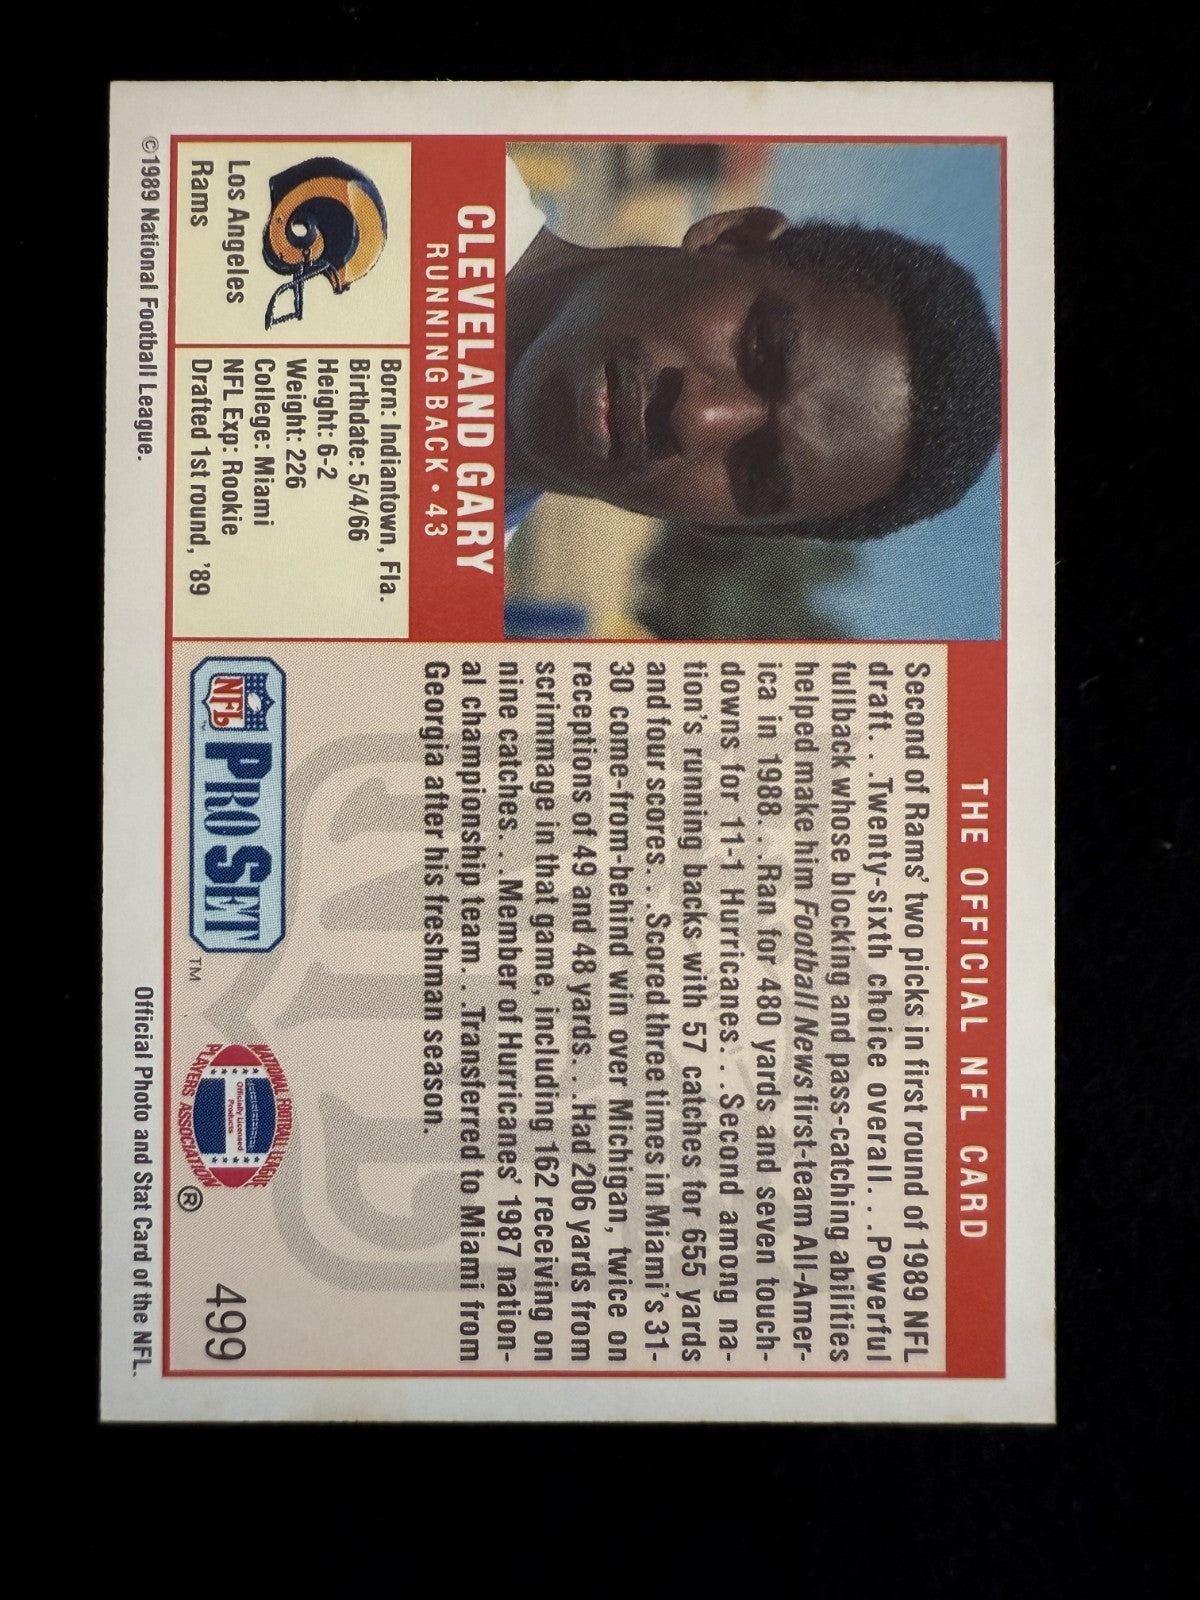 THE OFFICIAL NFL CARD
CLEVELAND GARY
RUNNING BACK • 43
Los Angeles
Rams
Born: Indiantown, Fla.
Birthdate: 5/4/66
Height: 6-2
Weight: 226
College: Miami
NFL Exp: Rookie
Drafted 1st round, '89
Second of Rams' two picks in first round of 1989 NFL
draft. . .Twenty-sixth choice overall. . .Powerful
fullback whose blocking and pass-catching abilities
helped make him Football News first-team All-Amer-
ica in 1988. . .Ran for 480 yards and seven touch-
downs for 11-1 Hurricanes. . .Second among na-
tion's running backs with 57 catches for 655 yards
and four scores. . .Scored three times in Miami's 31-
30 come-from-behind win over Michigan, twice on
receptions of 49 and 48 yards. . .Had 206 yards from
scrimmage in that game, including 162 receiving on
nine catches. . .Member of Hurricanes' 1987 nation-
al championship team. . .Transferred to Miami from
Georgia after his freshman season.
NFL
PRO SET
TM
NATIONAL FOOTBALL LEAGUE
Officially Licensed
Products
PLAYERS ASSOCIATION
®
499
©1989 National Football League.
Official Photo and Stat Card of the NFL.